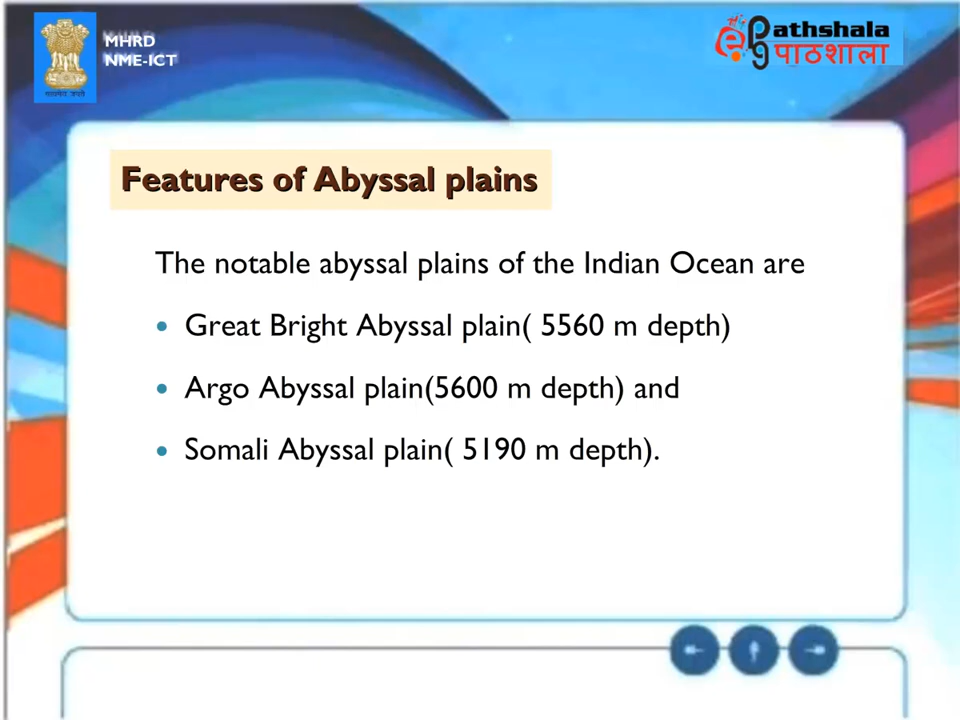 MHRD
NME-ICT
e Pathshala
पाठशाला
Features of Abyssal plains
The notable abyssal plains of the Indian Ocean are
• Great Bright Abyssal plain( 5560 m depth)
• Argo Abyssal plain(5600 m depth) and
• Somali Abyssal plain( 5190 m depth).